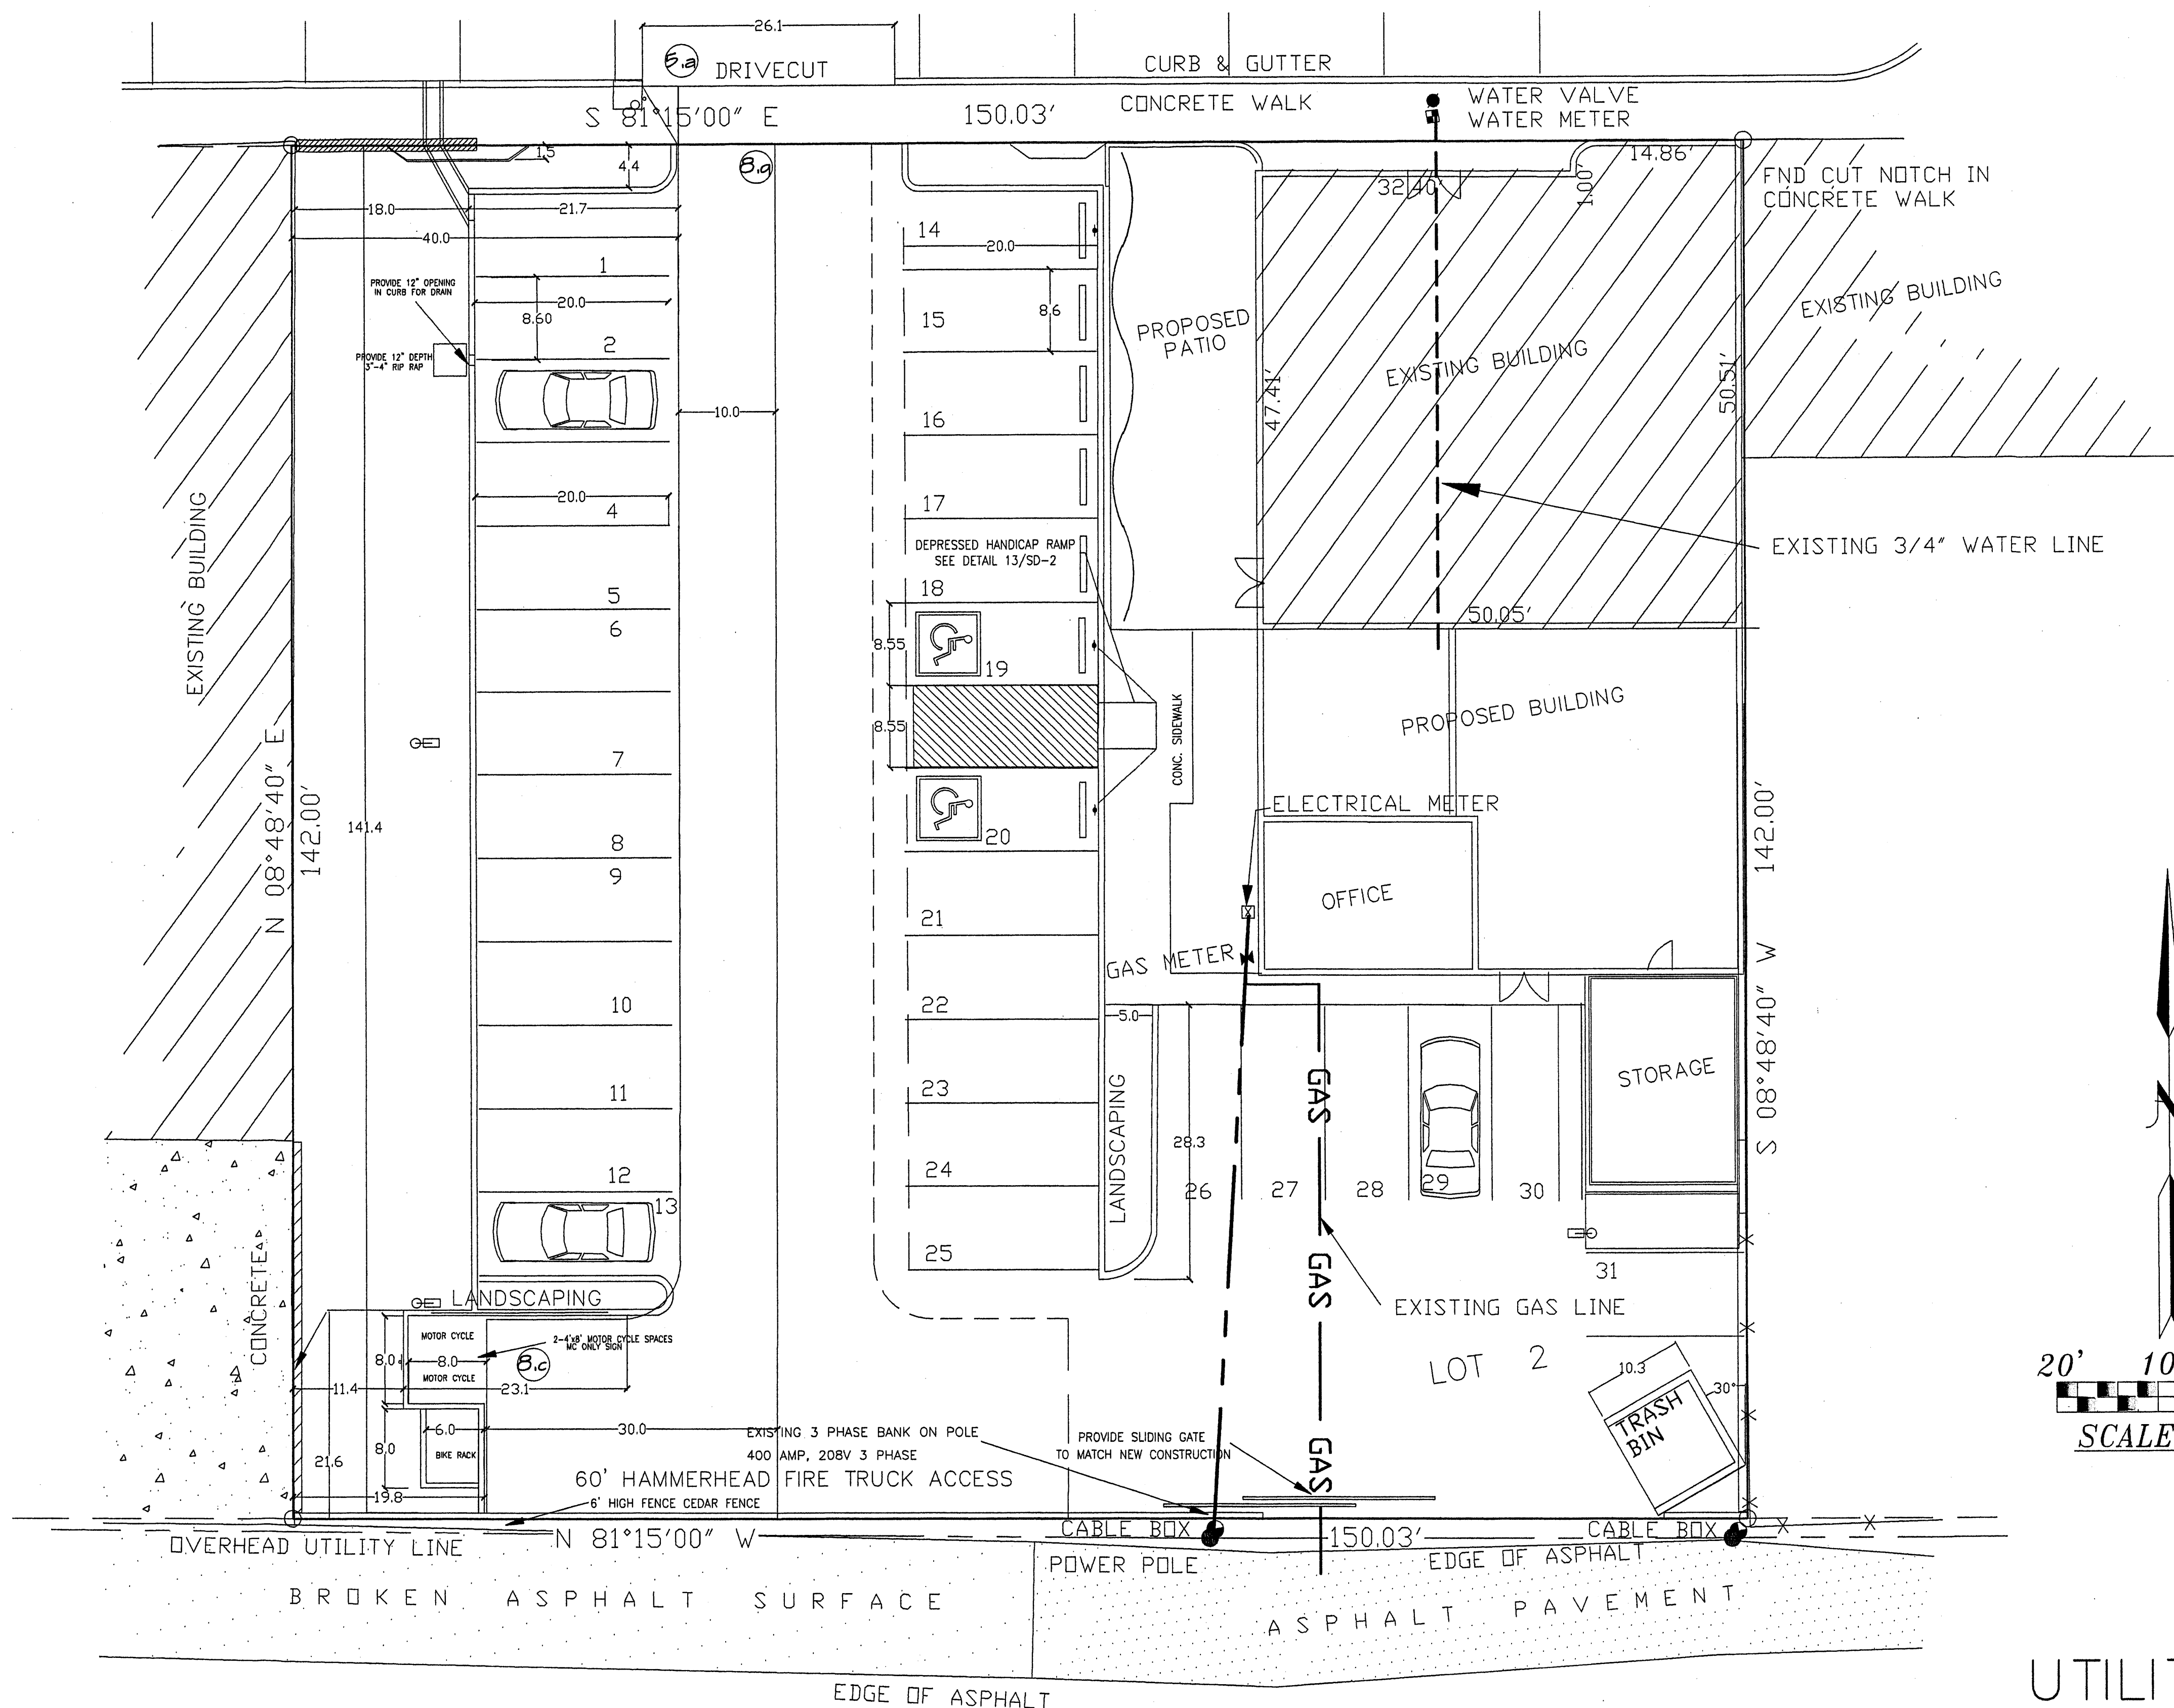 26.1
5.a
DRIVECUT
CURB & GUTTER
S 81°15'00" E
150.03'
CONCRETE WALK
WATER VALVE
WATER METER
1.5
4.4
8.a
32.40'
1.00'
14.86'
FND CUT NOTCH IN
CONCRETE WALK
18.0
21.7
40.0
14
20.0
1
PROVIDE 12" OPENING
IN CURB FOR DRAIN
20.0
8.60
15
8.6
PROPOSED
PATIO
EXISTING BUILDING
EXISTING BUILDING
2
PROVIDE 12" DEPTH
3"-4" RIP RAP
10.0
16
47.41'
50.51'
20.0
4
17
EXISTING BUILDING
DEPRESSED HANDICAP RAMP
SEE DETAIL 13/SD-2
EXISTING 3/4" WATER LINE
5
18
6
50.05'
8.55
19
8.55
CONC. SIDEWALK
PROPOSED BUILDING
7
N 08°48'40" E
142.00'
141.4
ELECTRICAL METER
142.00'
8
20
9
OFFICE
21
GAS METER
S 08°48'40" W
10
22
5.0
11
23
GAS
STORAGE
LANDSCAPING
28.3
12
24
26
27
28
29
30
13
25
CONCRETE
GAS
31
LANDSCAPING
EXISTING GAS LINE
MOTOR CYCLE
2-4'x8' MOTOR CYCLE SPACES
MC ONLY SIGN
8.0
8.0
8.c
MOTOR CYCLE
LOT 2
10.3
30°
11.4
23.1
TRASH
BIN
20'
10
SCALE
6.0
30.0
8.0
BIKE RACK
21.6
EXISTING 3 PHASE BANK ON POLE
400 AMP, 208V 3 PHASE
PROVIDE SLIDING GATE
TO MATCH NEW CONSTRUCTION
GAS
60' HAMMERHEAD FIRE TRUCK ACCESS
19.8
6' HIGH FENCE CEDAR FENCE
OVERHEAD UTILITY LINE
N 81°15'00" W
CABLE BOX
150.03'
CABLE BOX
POWER POLE
EDGE OF ASPHALT
BROKEN ASPHALT SURFACE
ASPHALT PAVEMENT
EDGE OF ASPHALT
UTILI